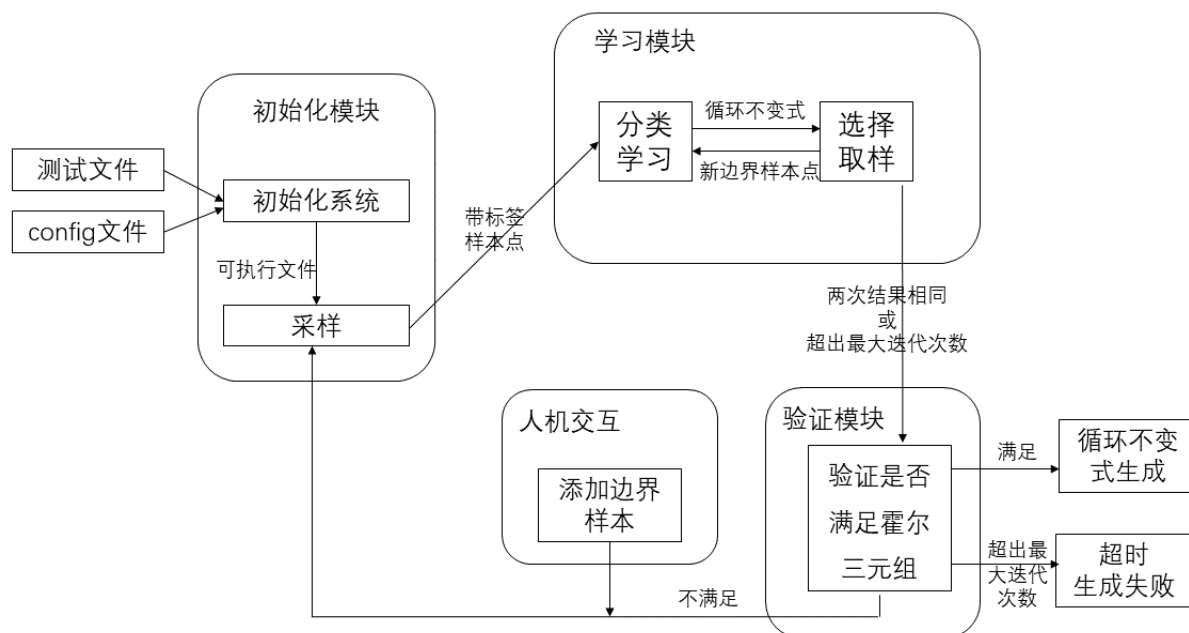 学习模块
初始化模块
分类
学习
循环不变式
新边界样本点
选择
取样
测试文件
config文件
初始化系统
可执行文件
采样
带标签
样本点
两次结果相同
或
超出最大迭代次数
人机交互
添加边界
样本
验证模块
验证是否
满足霍尔
三元组
满足
循环不变
式生成
超出最
大迭代
次数
超时
生成失败
不满足